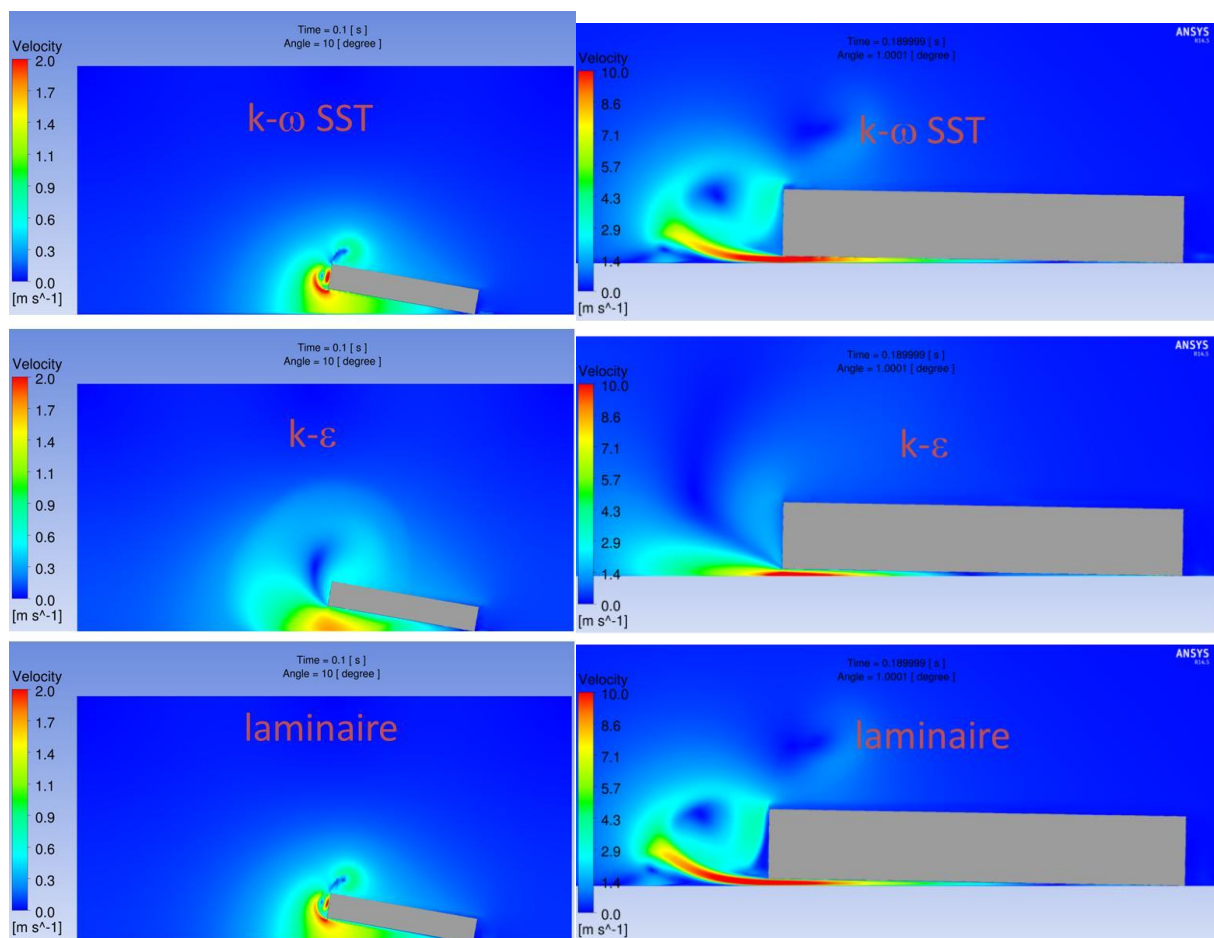 Time = 0.1 [ s ]
Angle = 10 [ degree ]
Velocity
2.0
1.7
1.4
1.1
0.9
0.6
0.3
0.0
[m s^-1]
k-ω SST
ANSYS
R14.5
Time = 0.189999 [ s ]
Angle = 1.0001 [ degree ]
Velocity
10.0
8.6
7.1
5.7
4.3
2.9
1.4
0.0
[m s^-1]
k-ω SST
Time = 0.1 [ s ]
Angle = 10 [ degree ]
Velocity
2.0
1.7
1.4
1.1
0.9
0.6
0.3
0.0
[m s^-1]
k-ε
ANSYS
R14.5
Time = 0.189999 [ s ]
Angle = 1.0001 [ degree ]
Velocity
10.0
8.6
7.1
5.7
4.3
2.9
1.4
0.0
[m s^-1]
k-ε
Time = 0.1 [ s ]
Angle = 10 [ degree ]
Velocity
2.0
1.7
1.4
1.1
0.9
0.6
0.3
0.0
[m s^-1]
laminaire
ANSYS
R14.5
Time = 0.189999 [ s ]
Angle = 1.0001 [ degree ]
Velocity
10.0
8.6
7.1
5.7
4.3
2.9
1.4
0.0
[m s^-1]
laminaire